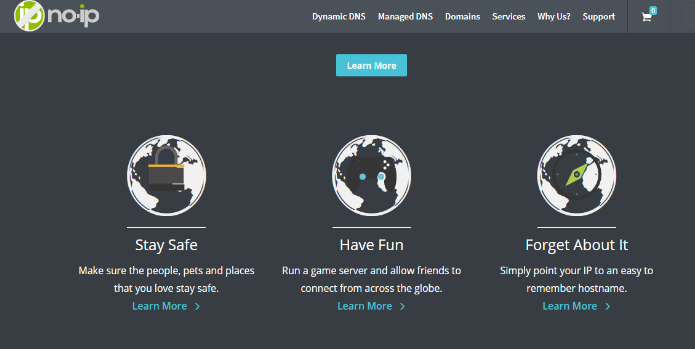 no-ip
Dynamic DNS Managed DNS Domains Services Why Us? Support 0
Learn More
Stay Safe
Make sure the people, pets and places
that you love stay safe.
Learn More >
Have Fun
Run a game server and allow friends to
connect from across the globe.
Learn More >
Forget About It
Simply point your IP to an easy to
remember hostname.
Learn More >